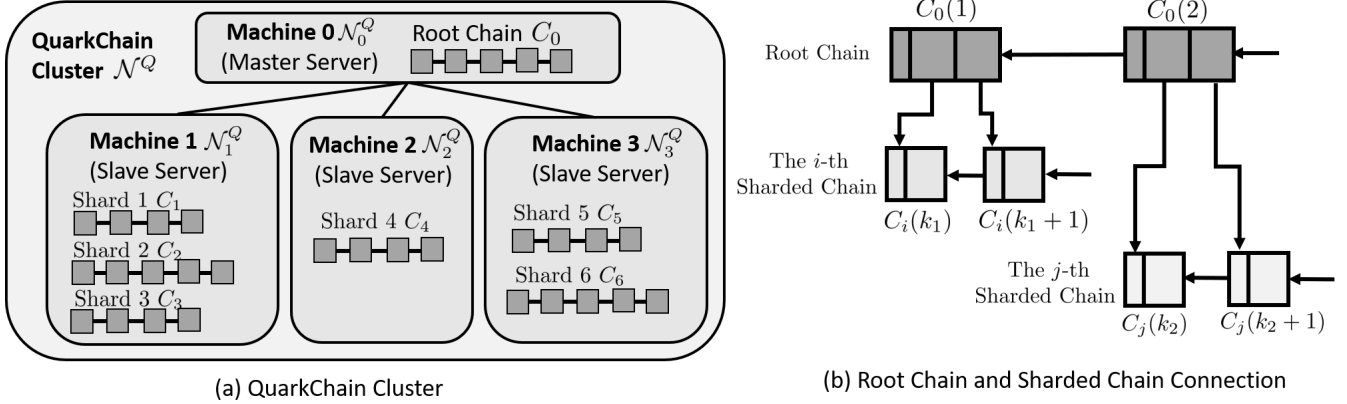 QuarkChain
Cluster 𝒩^Q
Machine 0 𝒩_0^Q
(Master Server)
Root Chain C_0
Machine 1 𝒩_1^Q
(Slave Server)
Shard 1 C_1
Shard 2 C_2
Shard 3 C_3
Machine 2 𝒩_2^Q
(Slave Server)
Shard 4 C_4
Machine 3 𝒩_3^Q
(Slave Server)
Shard 5 C_5
Shard 6 C_6
(a) QuarkChain Cluster
C_0(1)
C_0(2)
Root Chain
The i-th
Sharded Chain
C_i(k_1)
C_i(k_1 + 1)
The j-th
Sharded Chain
C_j(k_2)
C_j(k_2 + 1)
(b) Root Chain and Sharded Chain Connection